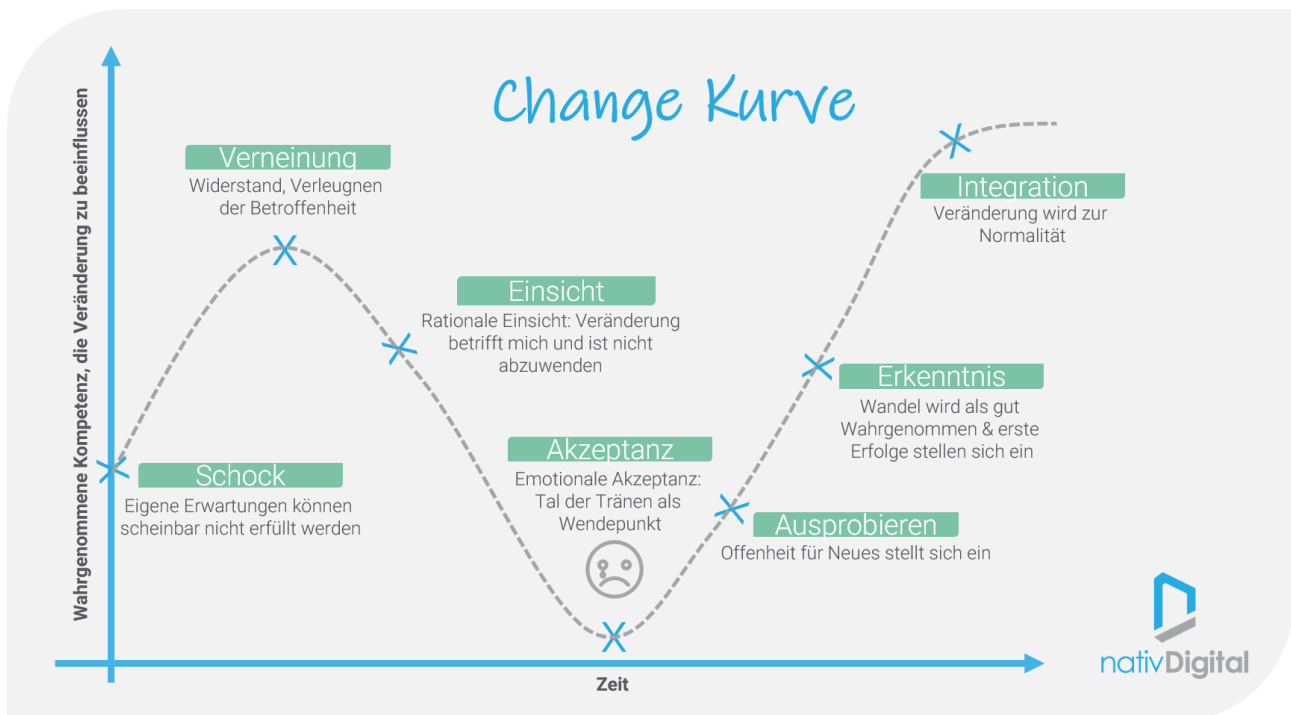 Change Kurve
Wahrgenommene Kompetenz, die Veränderung zu beeinflussen
Verneinung
Widerstand, Verleugnen
der Betroffenheit
Integration
Veränderung wird zur
Normalität
Einsicht
Rationale Einsicht: Veränderung
betrifft mich und ist nicht
abzuwenden
Erkenntnis
Wandel wird als gut
Wahrgenommen & erste
Erfolge stellen sich ein
Akzeptanz
Emotionale Akzeptanz:
Tal der Tränen als
Wendepunkt
Schock
Eigene Erwartungen können
scheinbar nicht erfüllt werden
Ausprobieren
Offenheit für Neues stellt sich ein
nativDigital
Zeit